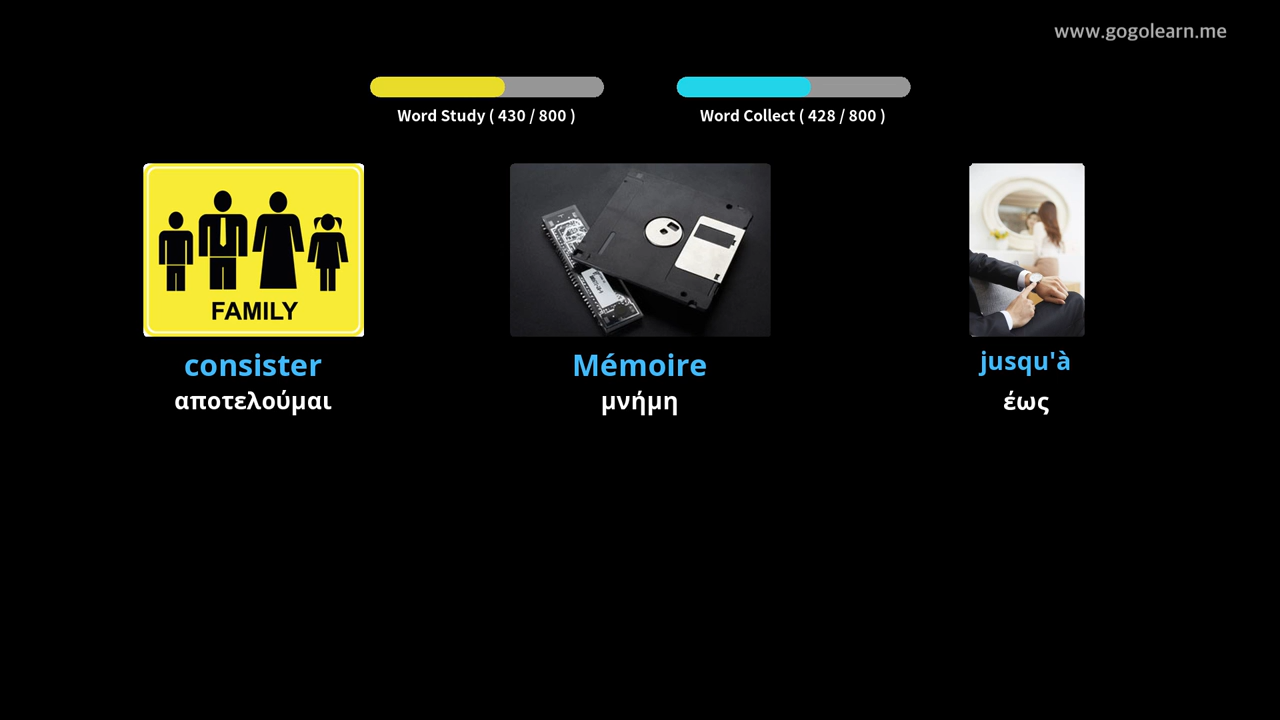 www.gogolearn.me
Word Study ( 430 / 800 )
Word Collect ( 428 / 800 )
FAMILY
consister
αποτελούμαι
Mémoire
μνήμη
jusqu'à
έως